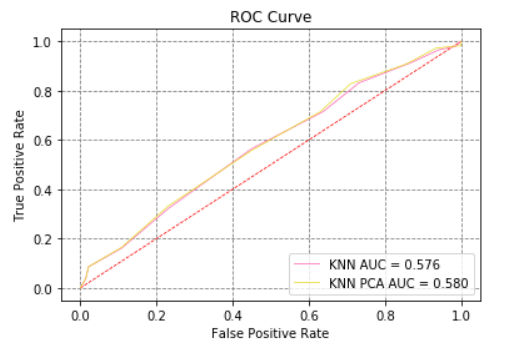 ROC Curve
1.0
0.8
0.6
0.4
0.2
0.0
True Positive Rate
KNN AUC = 0.576
KNN PCA AUC = 0.580
0.0 0.2 0.4 0.6 0.8 1.0
False Positive Rate